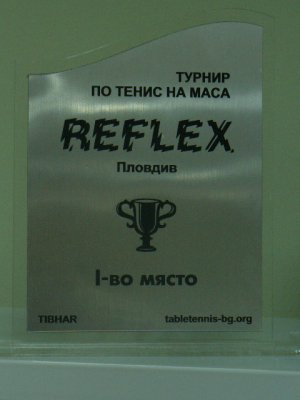 ТУРНИР
ПО ТЕНИС НА МАСА
REFLEX
Пловдив
I-во място
TIBHAR tabletennis-bg.org